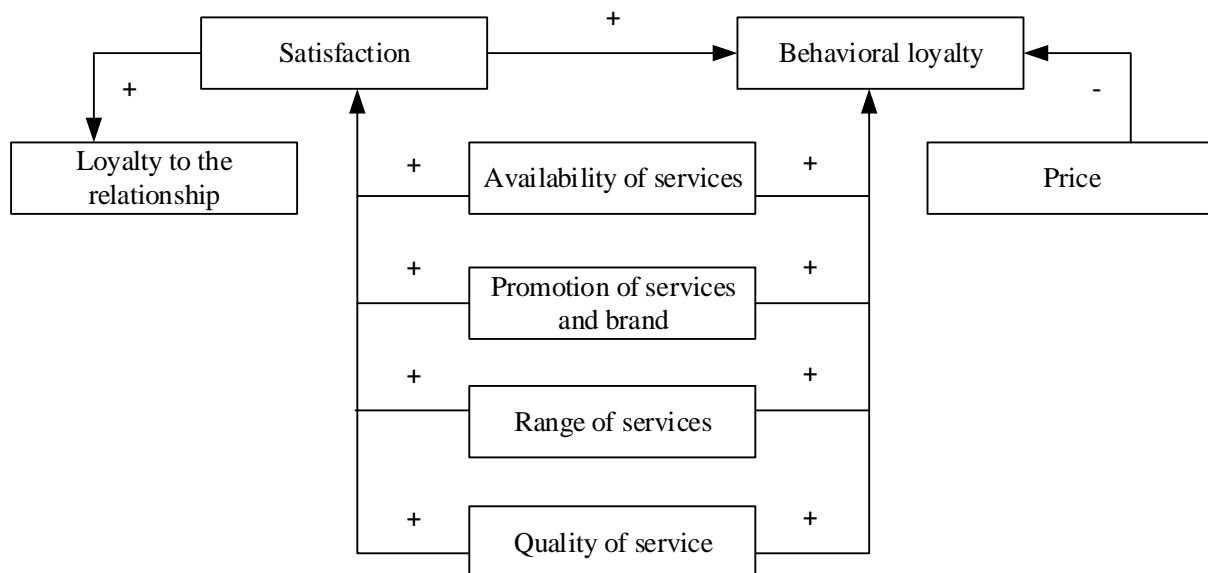 +
Satisfaction
Behavioral loyalty
+
-
Loyalty to the
relationship
+
Availability of services
+
Price
+
Promotion of services
and brand
+
+
Range of services
+
+
Quality of service
+